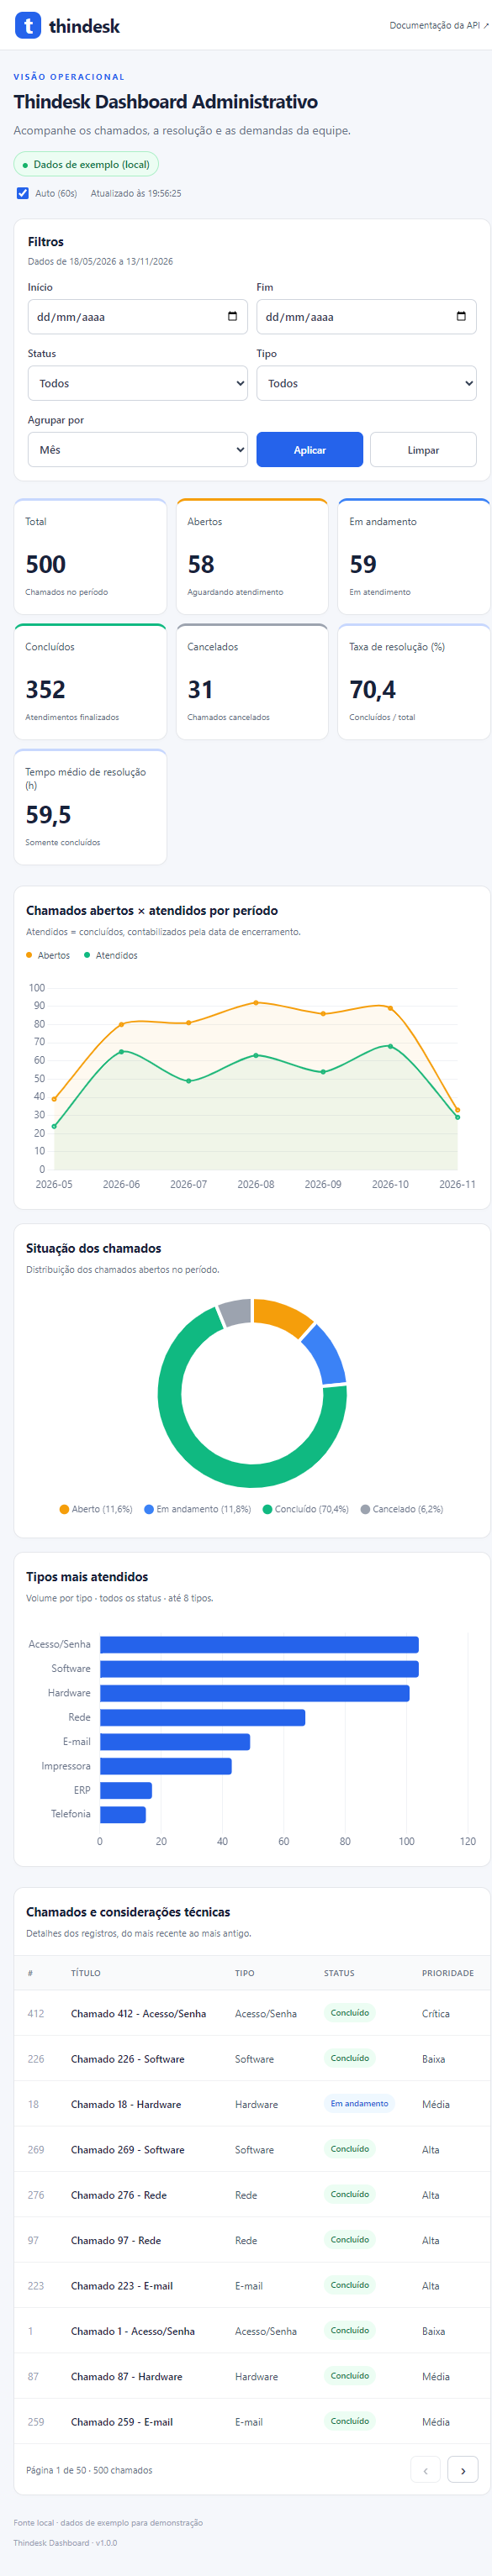 t thindesk
Documentação da API ↗
VISÃO OPERACIONAL
Thindesk Dashboard Administrativo
Acompanhe os chamados, a resolução e as demandas da equipe.
● Dados de exemplo (local)
Auto (60s) Atualizado às 19:56:25
Filtros
Dados de 18/05/2026 a 13/11/2026
Início Fim
dd/mm/aaaa dd/mm/aaaa
Status Tipo
Todos Todos
Agrupar por
Mês Aplicar Limpar
Total Abertos Em andamento
500 58 59
Chamados no período Aguardando atendimento Em atendimento
Concluídos Cancelados Taxa de resolução (%)
352 31 70,4
Atendimentos finalizados Chamados cancelados Concluídos / total
Tempo médio de resolução
(h)
59,5
Somente concluídos
Chamados abertos × atendidos por período
Atendidos = concluídos, contabilizados pela data de encerramento.
Abertos Atendidos
100
90
80
70
60
50
40
30
20
10
0
2026-05 2026-06 2026-07 2026-08 2026-09 2026-10 2026-11
Situação dos chamados
Distribuição dos chamados abertos no período.
Aberto (11,6%) Em andamento (11,8%) Concluído (70,4%) Cancelado (6,2%)
Tipos mais atendidos
Volume por tipo · todos os status · até 8 tipos.
Acesso/Senha
Software
Hardware
Rede
E-mail
Impressora
ERP
Telefonia
0 20 40 60 80 100 120
Chamados e considerações técnicas
Detalhes dos registros, do mais recente ao mais antigo.
# TÍTULO TIPO STATUS PRIORIDADE
412 Chamado 412 - Acesso/Senha Acesso/Senha Concluído Crítica
226 Chamado 226 - Software Software Concluído Baixa
18 Chamado 18 - Hardware Hardware Em andamento Média
269 Chamado 269 - Software Software Concluído Alta
276 Chamado 276 - Rede Rede Concluído Alta
97 Chamado 97 - Rede Rede Concluído Alta
223 Chamado 223 - E-mail E-mail Concluído Alta
1 Chamado 1 - Acesso/Senha Acesso/Senha Concluído Baixa
87 Chamado 87 - Hardware Hardware Concluído Média
259 Chamado 259 - E-mail E-mail Concluído Média
Página 1 de 50 · 500 chamados ‹ ›
Fonte local · dados de exemplo para demonstração
Thindesk Dashboard · v1.0.0